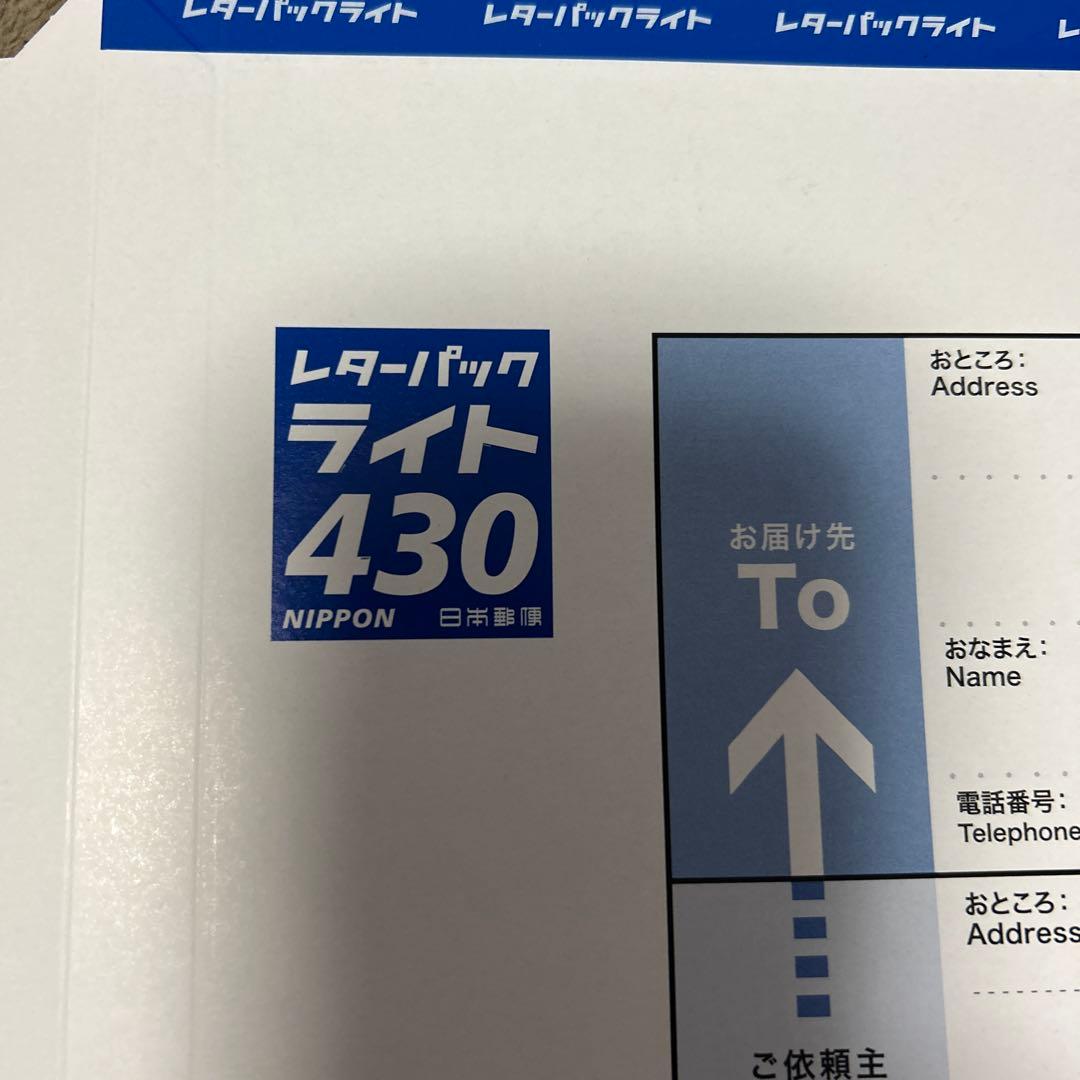 レターパックライト レターパックライト レターパックライト レ
レターパック
ライト
430
NIPPON 日本郵便
お届け先
To
おところ:
Address
おなまえ:
Name
電話番号:
Telephone
おところ:
Address
ご依頼主